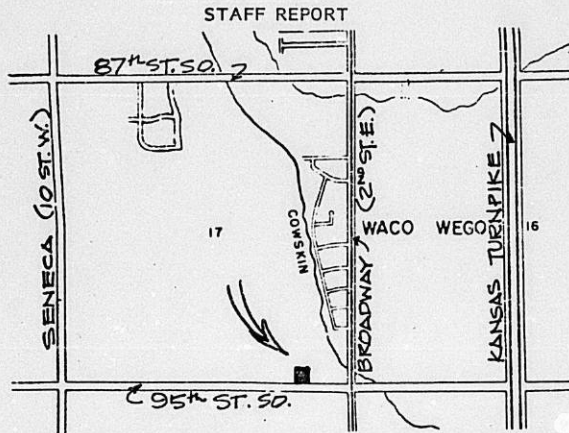 STAFF REPORT
87th ST. SO.
SENECA (10 ST. W.)
COWSKIN
BROADWAY (2ND ST. E.)
WACO WEGO
KANSAS TURNPIKE
17
16
95th ST. SO.